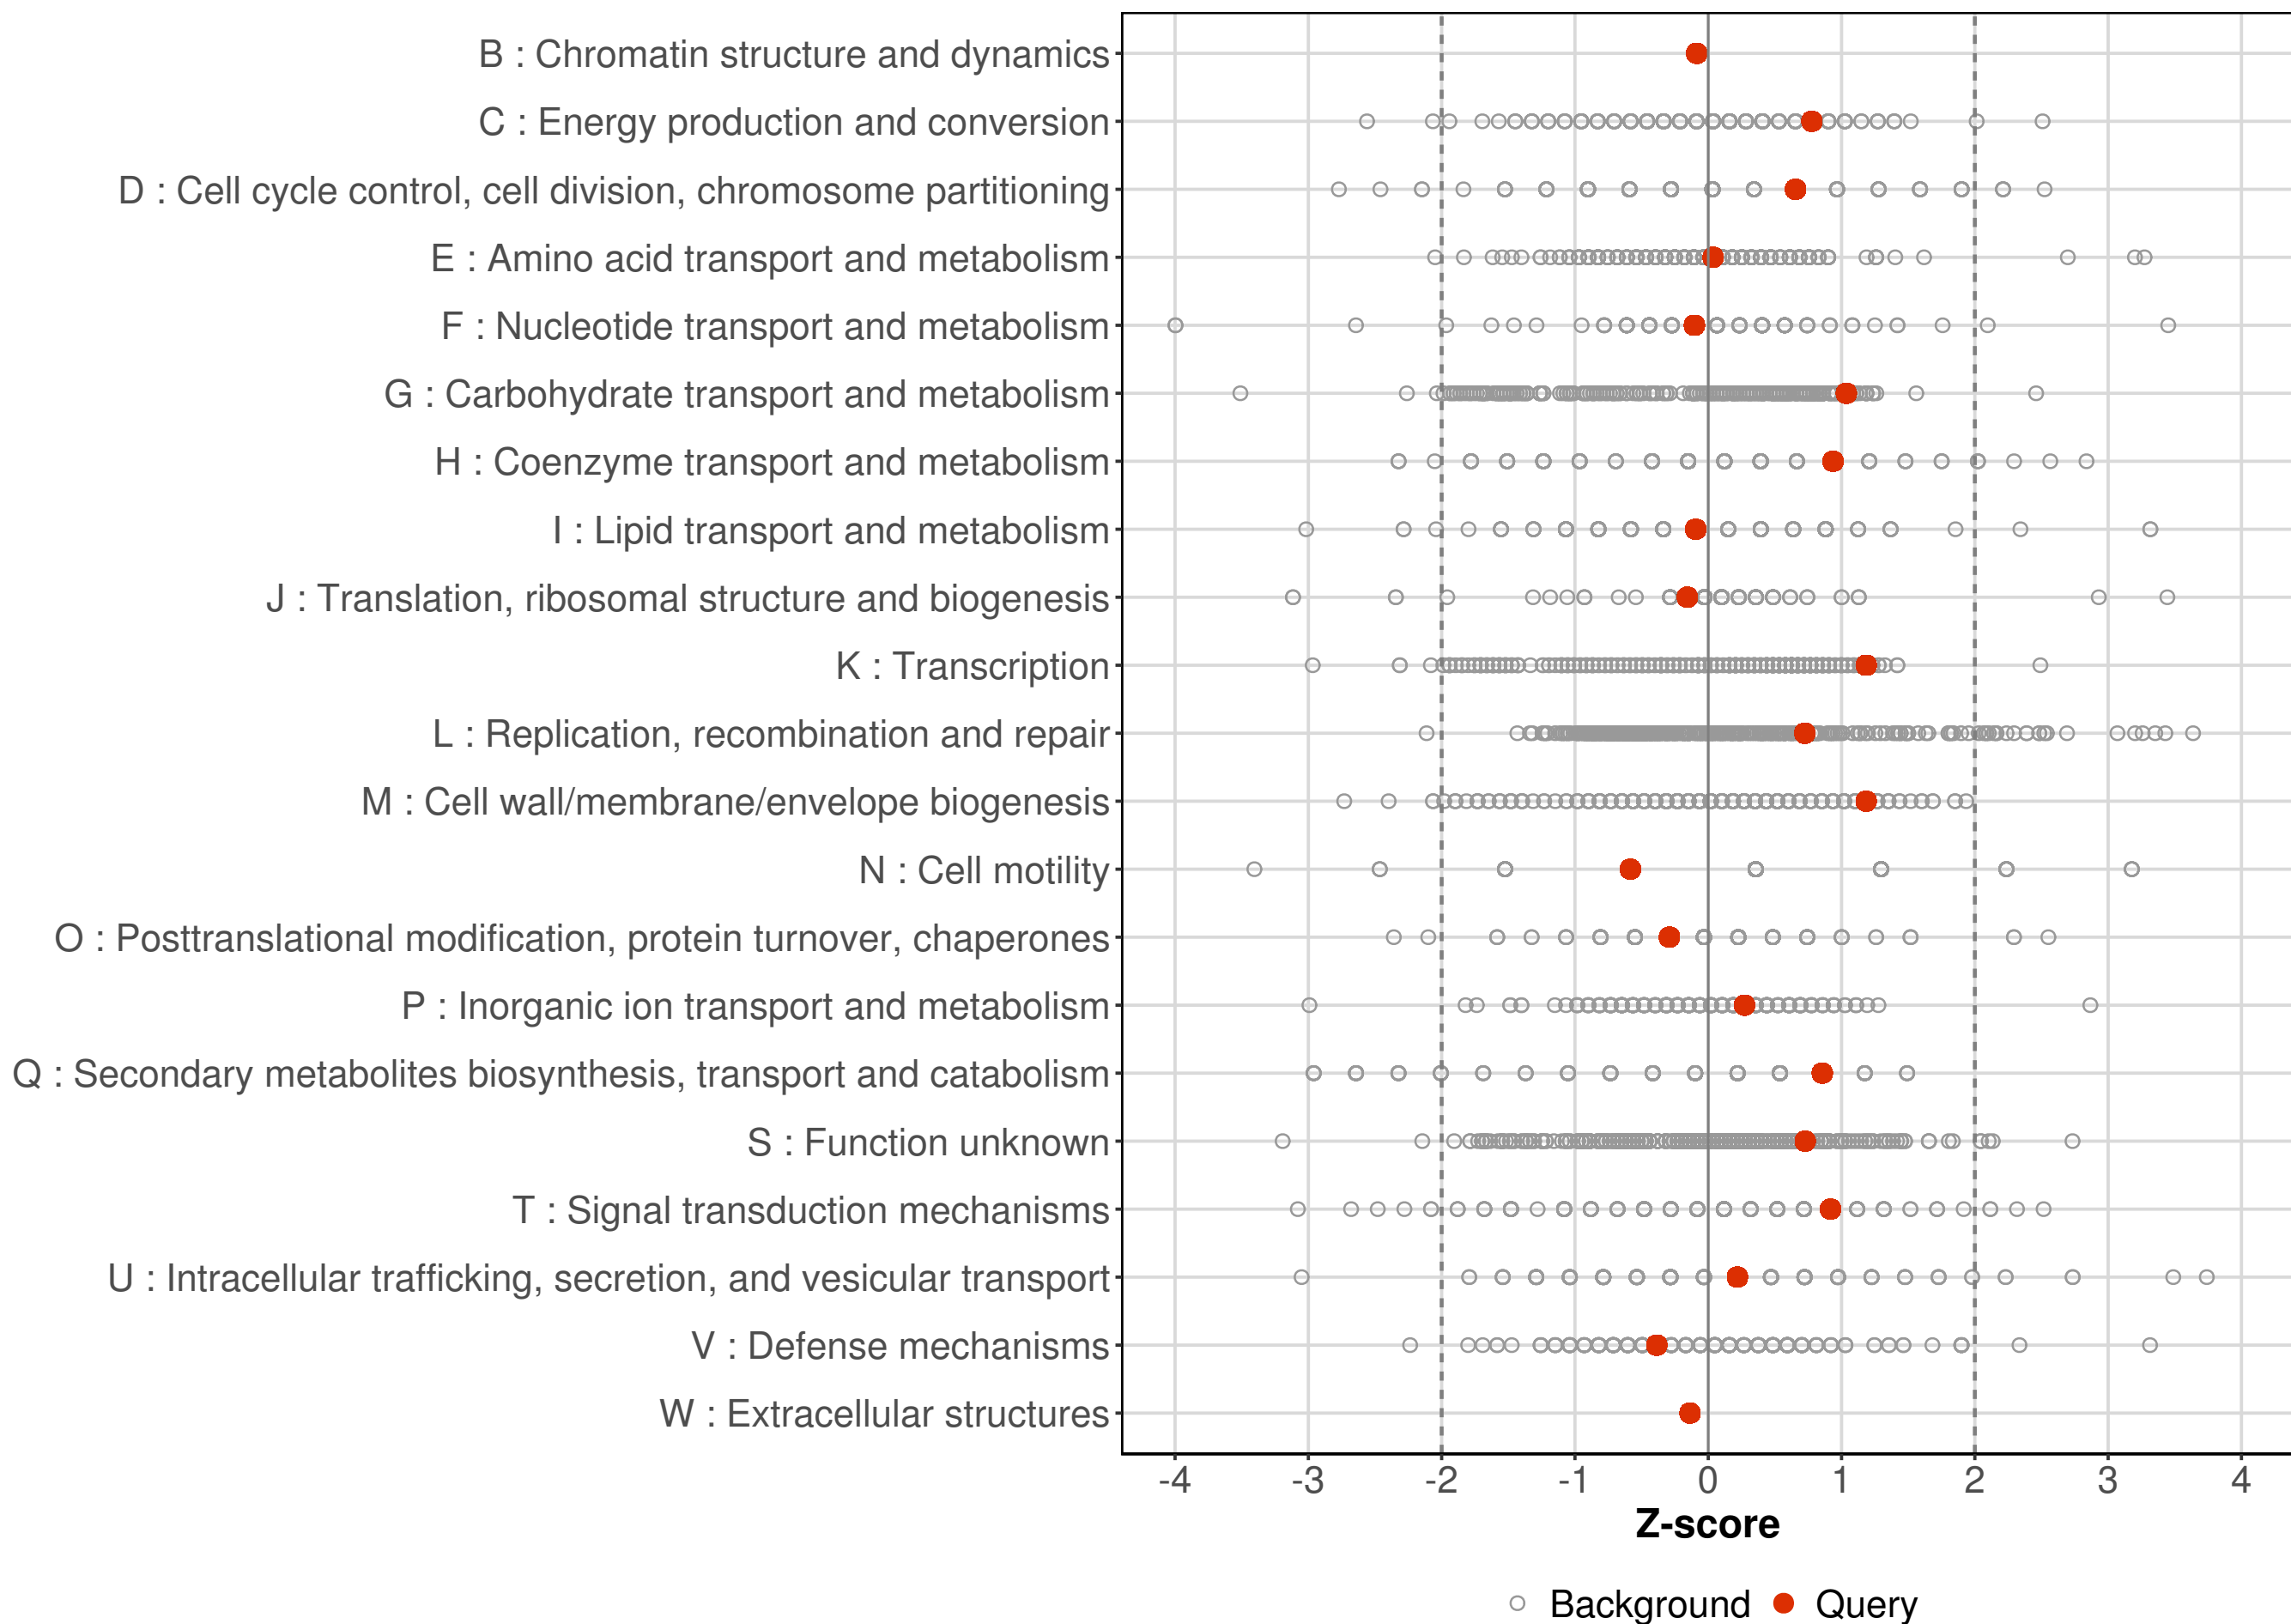 B : Chromatin structure and dynamics
C : Energy production and conversion
D : Cell cycle control, cell division, chromosome partitioning
E : Amino acid transport and metabolism
F : Nucleotide transport and metabolism
G : Carbohydrate transport and metabolism
H : Coenzyme transport and metabolism
I : Lipid transport and metabolism
J : Translation, ribosomal structure and biogenesis
K : Transcription
L : Replication, recombination and repair
M : Cell wall/membrane/envelope biogenesis
N : Cell motility
O : Posttranslational modification, protein turnover, chaperones
P : Inorganic ion transport and metabolism
Q : Secondary metabolites biosynthesis, transport and catabolism
S : Function unknown
T : Signal transduction mechanisms
U : Intracellular trafficking, secretion, and vesicular transport
V : Defense mechanisms
W : Extracellular structures
-4 -3 -2 -1 0 1 2 3 4
Z-score
Background Query